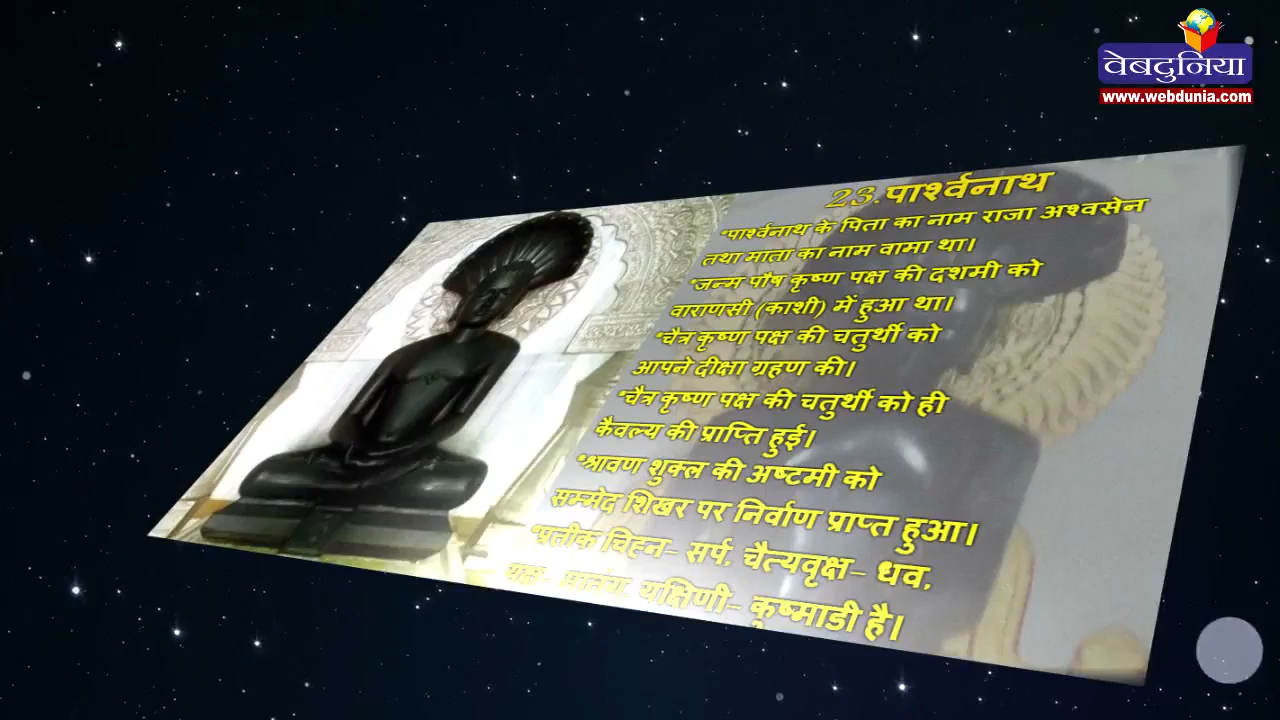 वेबदुनिया
www.webdunia.com
23.पार्श्वनाथ
*पार्श्वनाथ के पिता का नाम राजा अश्वसेन
तथा माता का नाम वामा था।
*जन्म पौष कृष्ण पक्ष की दशमी को
वाराणसी (काशी) में हुआ था।
*चैत्र कृष्ण पक्ष की चतुर्थी को
आपने दीक्षा ग्रहण की।
*चैत्र कृष्ण पक्ष की चतुर्थी को ही
कैवल्य की प्राप्ति हुई।
*श्रावण शुक्ल की अष्टमी को
सम्मेद शिखर पर निर्वाण प्राप्त हुआ।
*प्रतीक चिह्न- सर्प, चैत्यवृक्ष- धव,
यक्ष- मातंग, यक्षिणी- कुष्माडी है।